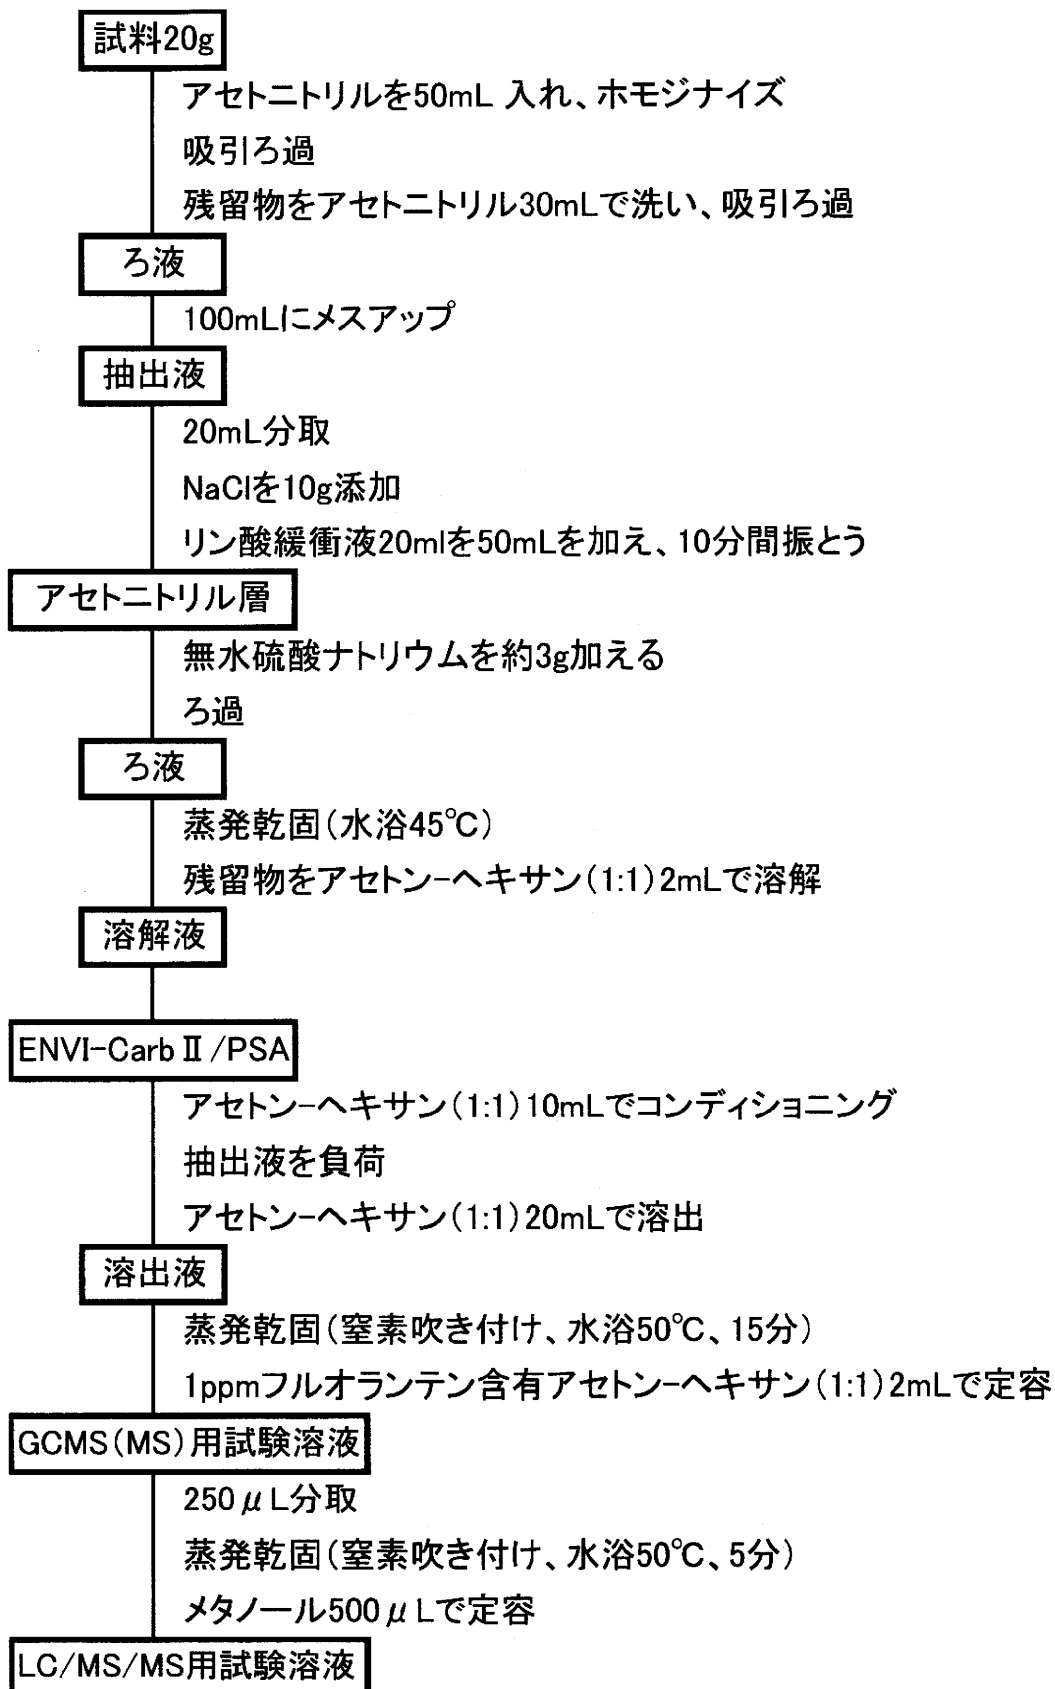 試料20g
アセトニトリルを50mL 入れ、ホモジナイズ
吸引ろ過
残留物をアセトニトリル30mLで洗い、吸引ろ過
ろ液
100mLにメスアップ
抽出液
20mL分取
NaClを10g添加
リン酸緩衝液20mlを50mLを加え、10分間振とう
アセトニトリル層
無水硫酸ナトリウムを約3g加える
ろ過
ろ液
蒸発乾固(水浴45℃)
残留物をアセトン-ヘキサン(1:1)2mLで溶解
溶解液
ENVI-CarbⅡ/PSA
アセトン-ヘキサン(1:1)10mLでコンディショニング
抽出液を負荷
アセトン-ヘキサン(1:1)20mLで溶出
溶出液
蒸発乾固(窒素吹き付け、水浴50℃、15分)
1ppmフルオランテン含有アセトン-ヘキサン(1:1)2mLで定容
GCMS(MS)用試験溶液
250μL分取
蒸発乾固(窒素吹き付け、水浴50℃、5分)
メタノール500μLで定容
LC/MS/MS用試験溶液